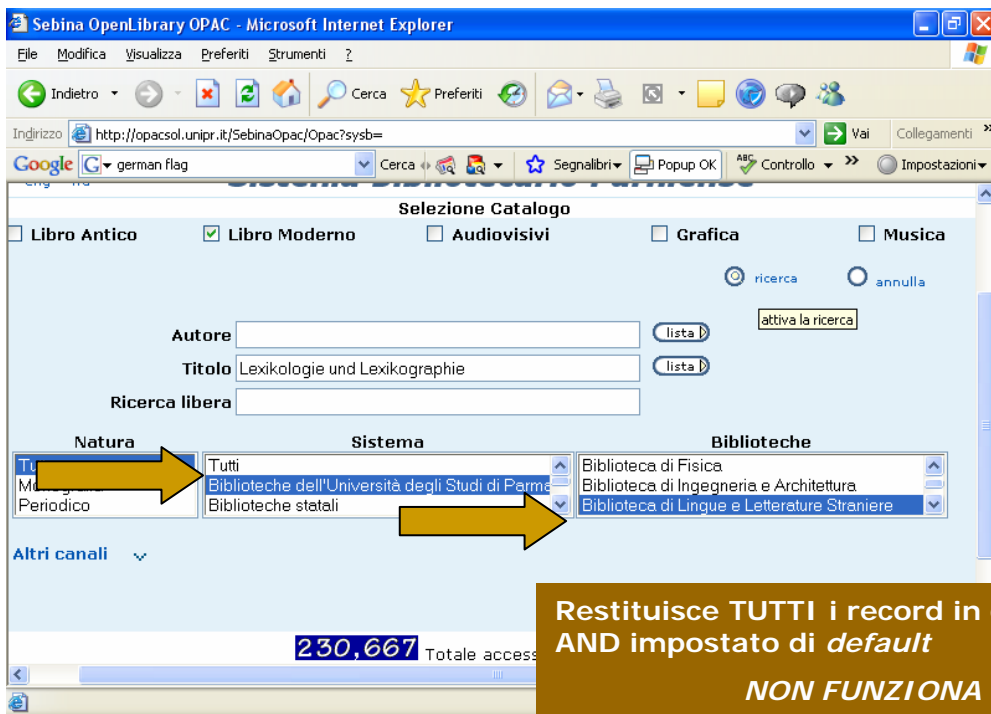 Sebina OpenLibrary OPAC - Microsoft Internet Explorer
File Modifica Visualizza Preferiti Strumenti ?
Indietro Cerca Preferiti
Indirizzo http://opacsol.unipr.it/SebinaOpac/Opac?sysb= Vai Collegamenti »
Google G german flag Cerca Segnalibri Popup OK ABC Controllo » Impostazioni
Selezione Catalogo
Libro Antico Libro Moderno Audiovisivi Grafica Musica
ricerca annulla
attiva la ricerca
Autore lista
Titolo Lexikologie und Lexikographie lista
Ricerca libera
Natura Sistema Biblioteche
Tutti Biblioteca di Fisica
Biblioteche dell'Università degli Studi di Parma Biblioteca di Ingegneria e Architettura
Periodico Biblioteche statali Biblioteca di Lingue e Letterature Straniere
Altri canali
Restituisce TUTTI i record in
AND impostato di default
230,667 Totale access
NON FUNZIONA